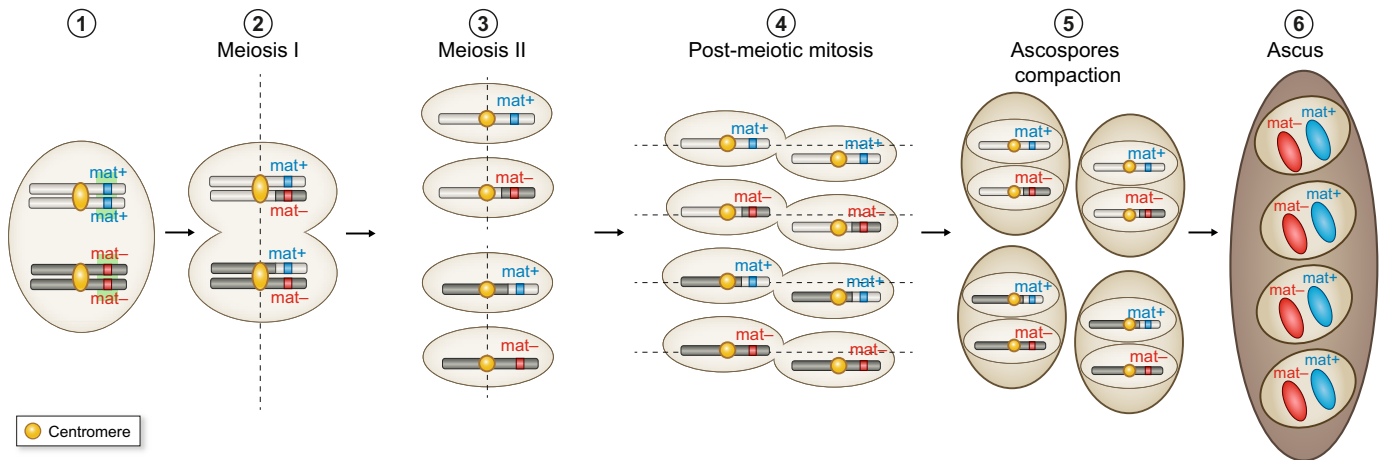 1
2
Meiosis I
3
Meiosis II
4
Post-meiotic mitosis
5
Ascospores
compaction
6
Ascus
mat+
mat+
mat–
mat–
mat+
mat–
mat+
mat–
mat+
mat–
mat+
mat–
mat+
mat+
mat–
mat–
mat+
mat+
mat–
mat–
mat+
mat–
mat+
mat–
mat+
mat–
mat+
mat–
mat+
mat–
mat+
mat–
mat+
mat–
mat+
mat–
Centromere